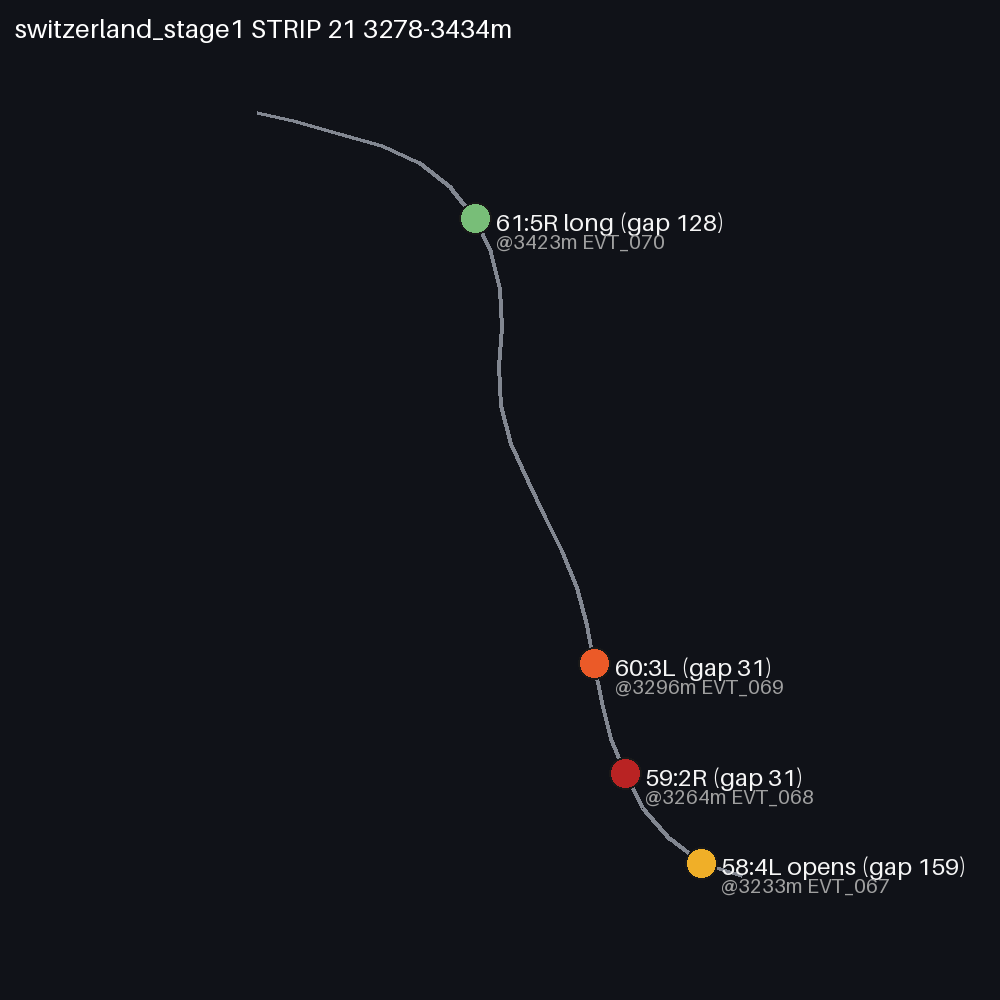 switzerland_stage1 STRIP 21 3278-3434m
61:5R long (gap 128)
@3423m EVT_070
60:3L (gap 31)
@3296m EVT_069
59:2R (gap 31)
@3264m EVT_068
58:4L opens (gap 159)
@3233m EVT_067